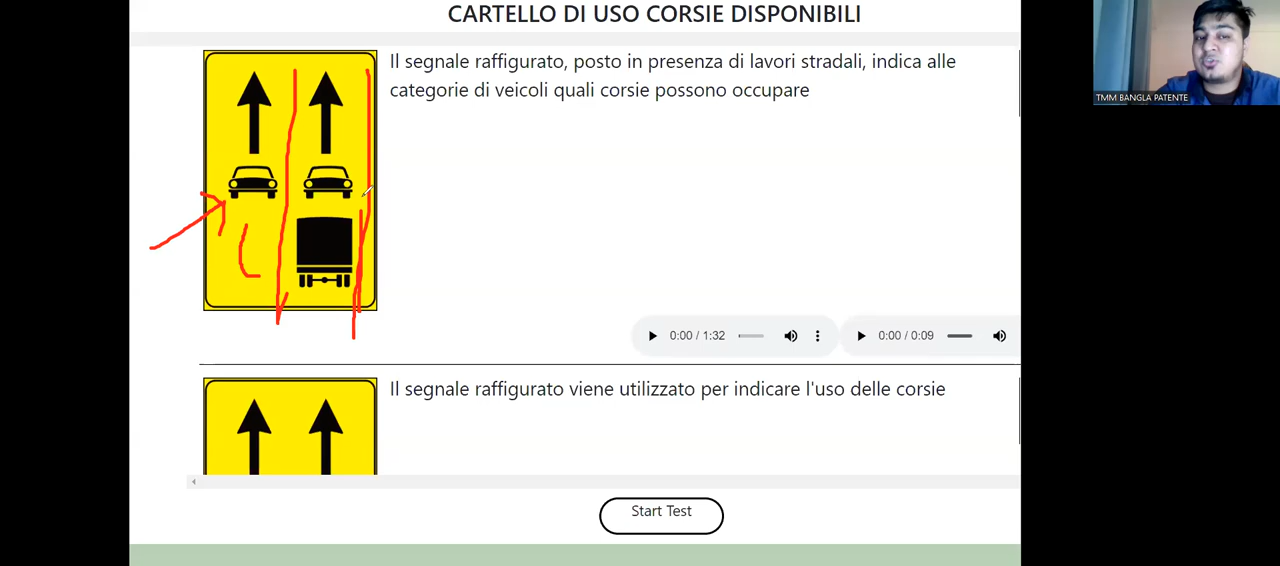 CARTELLO DI USO CORSIE DISPONIBILI
Il segnale raffigurato, posto in presenza di lavori stradali, indica alle
categorie di veicoli quali corsie possono occupare
TMM BANGLA PATENTE
0:00 / 1:32
0:00 / 0:09
Il segnale raffigurato viene utilizzato per indicare l'uso delle corsie
Start Test